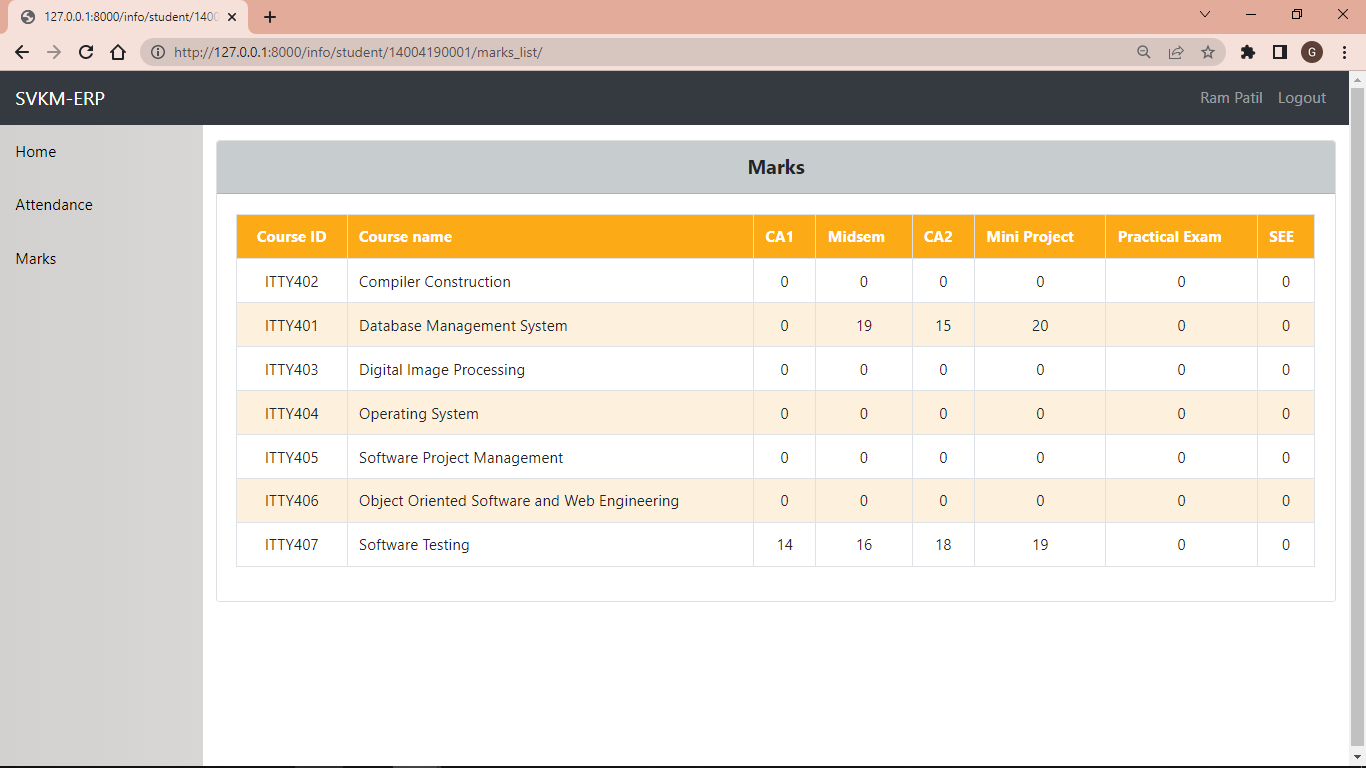 127.0.0.1:8000/info/student/1400
http://127.0.0.1:8000/info/student/14004190001/marks_list/
G
SVKM-ERP
Ram Patil Logout
Home
Attendance
Marks
Marks
Course ID Course name CA1 Midsem CA2 Mini Project Practical Exam SEE
ITTY402 Compiler Construction 0 0 0 0 0 0
ITTY401 Database Management System 0 19 15 20 0 0
ITTY403 Digital Image Processing 0 0 0 0 0 0
ITTY404 Operating System 0 0 0 0 0 0
ITTY405 Software Project Management 0 0 0 0 0 0
ITTY406 Object Oriented Software and Web Engineering 0 0 0 0 0 0
ITTY407 Software Testing 14 16 18 19 0 0